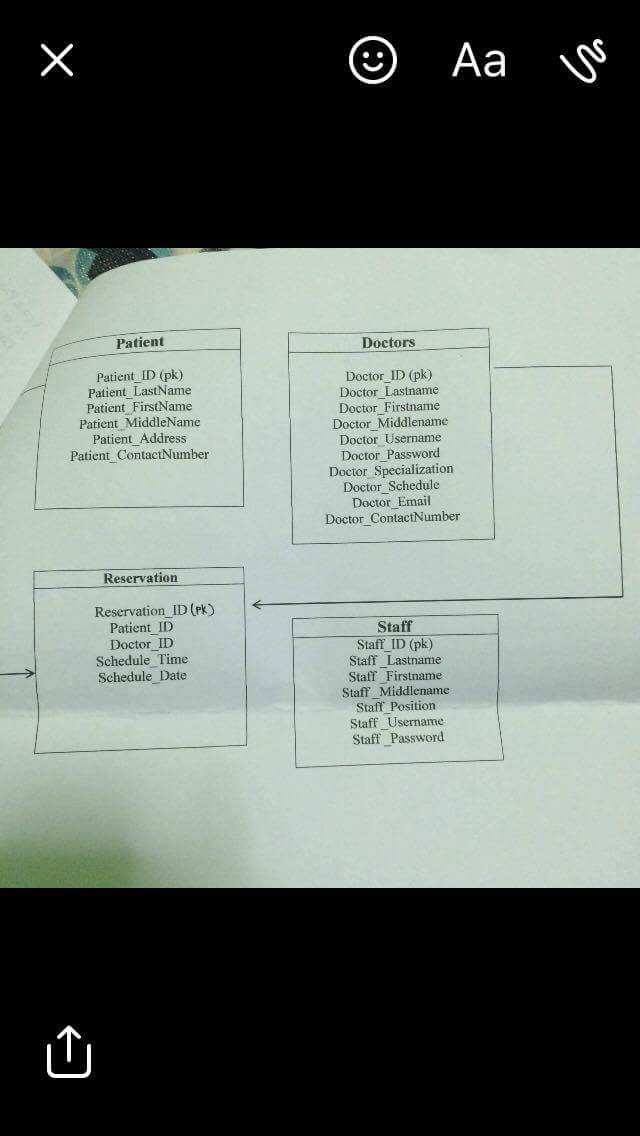 Aa
Patient
Patient_ID (pk)
Patient_LastName
Patient_FirstName
Patient_MiddleName
Patient_Address
Patient_ContactNumber
Doctors
Doctor_ID (pk)
Doctor_Lastname
Doctor_Firstname
Doctor_Middlename
Doctor_Username
Doctor_Password
Doctor_Specialization
Doctor_Schedule
Doctor_Email
Doctor_ContactNumber
Reservation
Reservation_ID (PK)
Patient_ID
Doctor_ID
Schedule_Time
Schedule_Date
Staff
Staff_ID (pk)
Staff_Lastname
Staff_Firstname
Staff_Middlename
Staff_Position
Staff_Username
Staff_Password